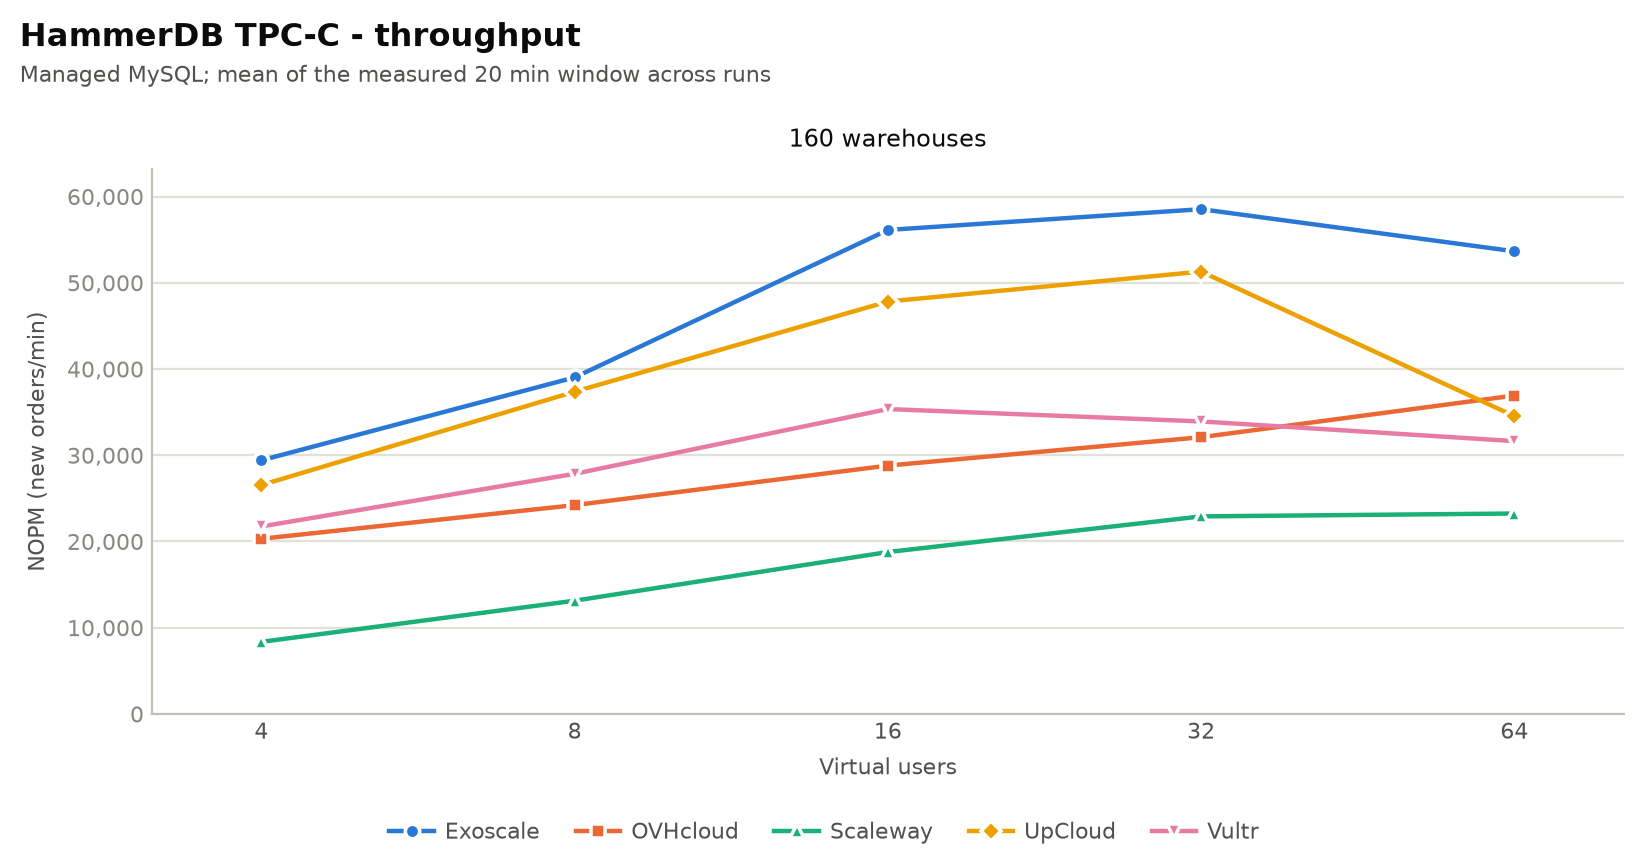 HammerDB TPC-C - throughput
Managed MySQL; mean of the measured 20 min window across runs
160 warehouses
NOPM (new orders/min)
60,000
50,000
40,000
30,000
20,000
10,000
0
4 8 16 32 64
Virtual users
Exoscale OVHcloud Scaleway UpCloud Vultr